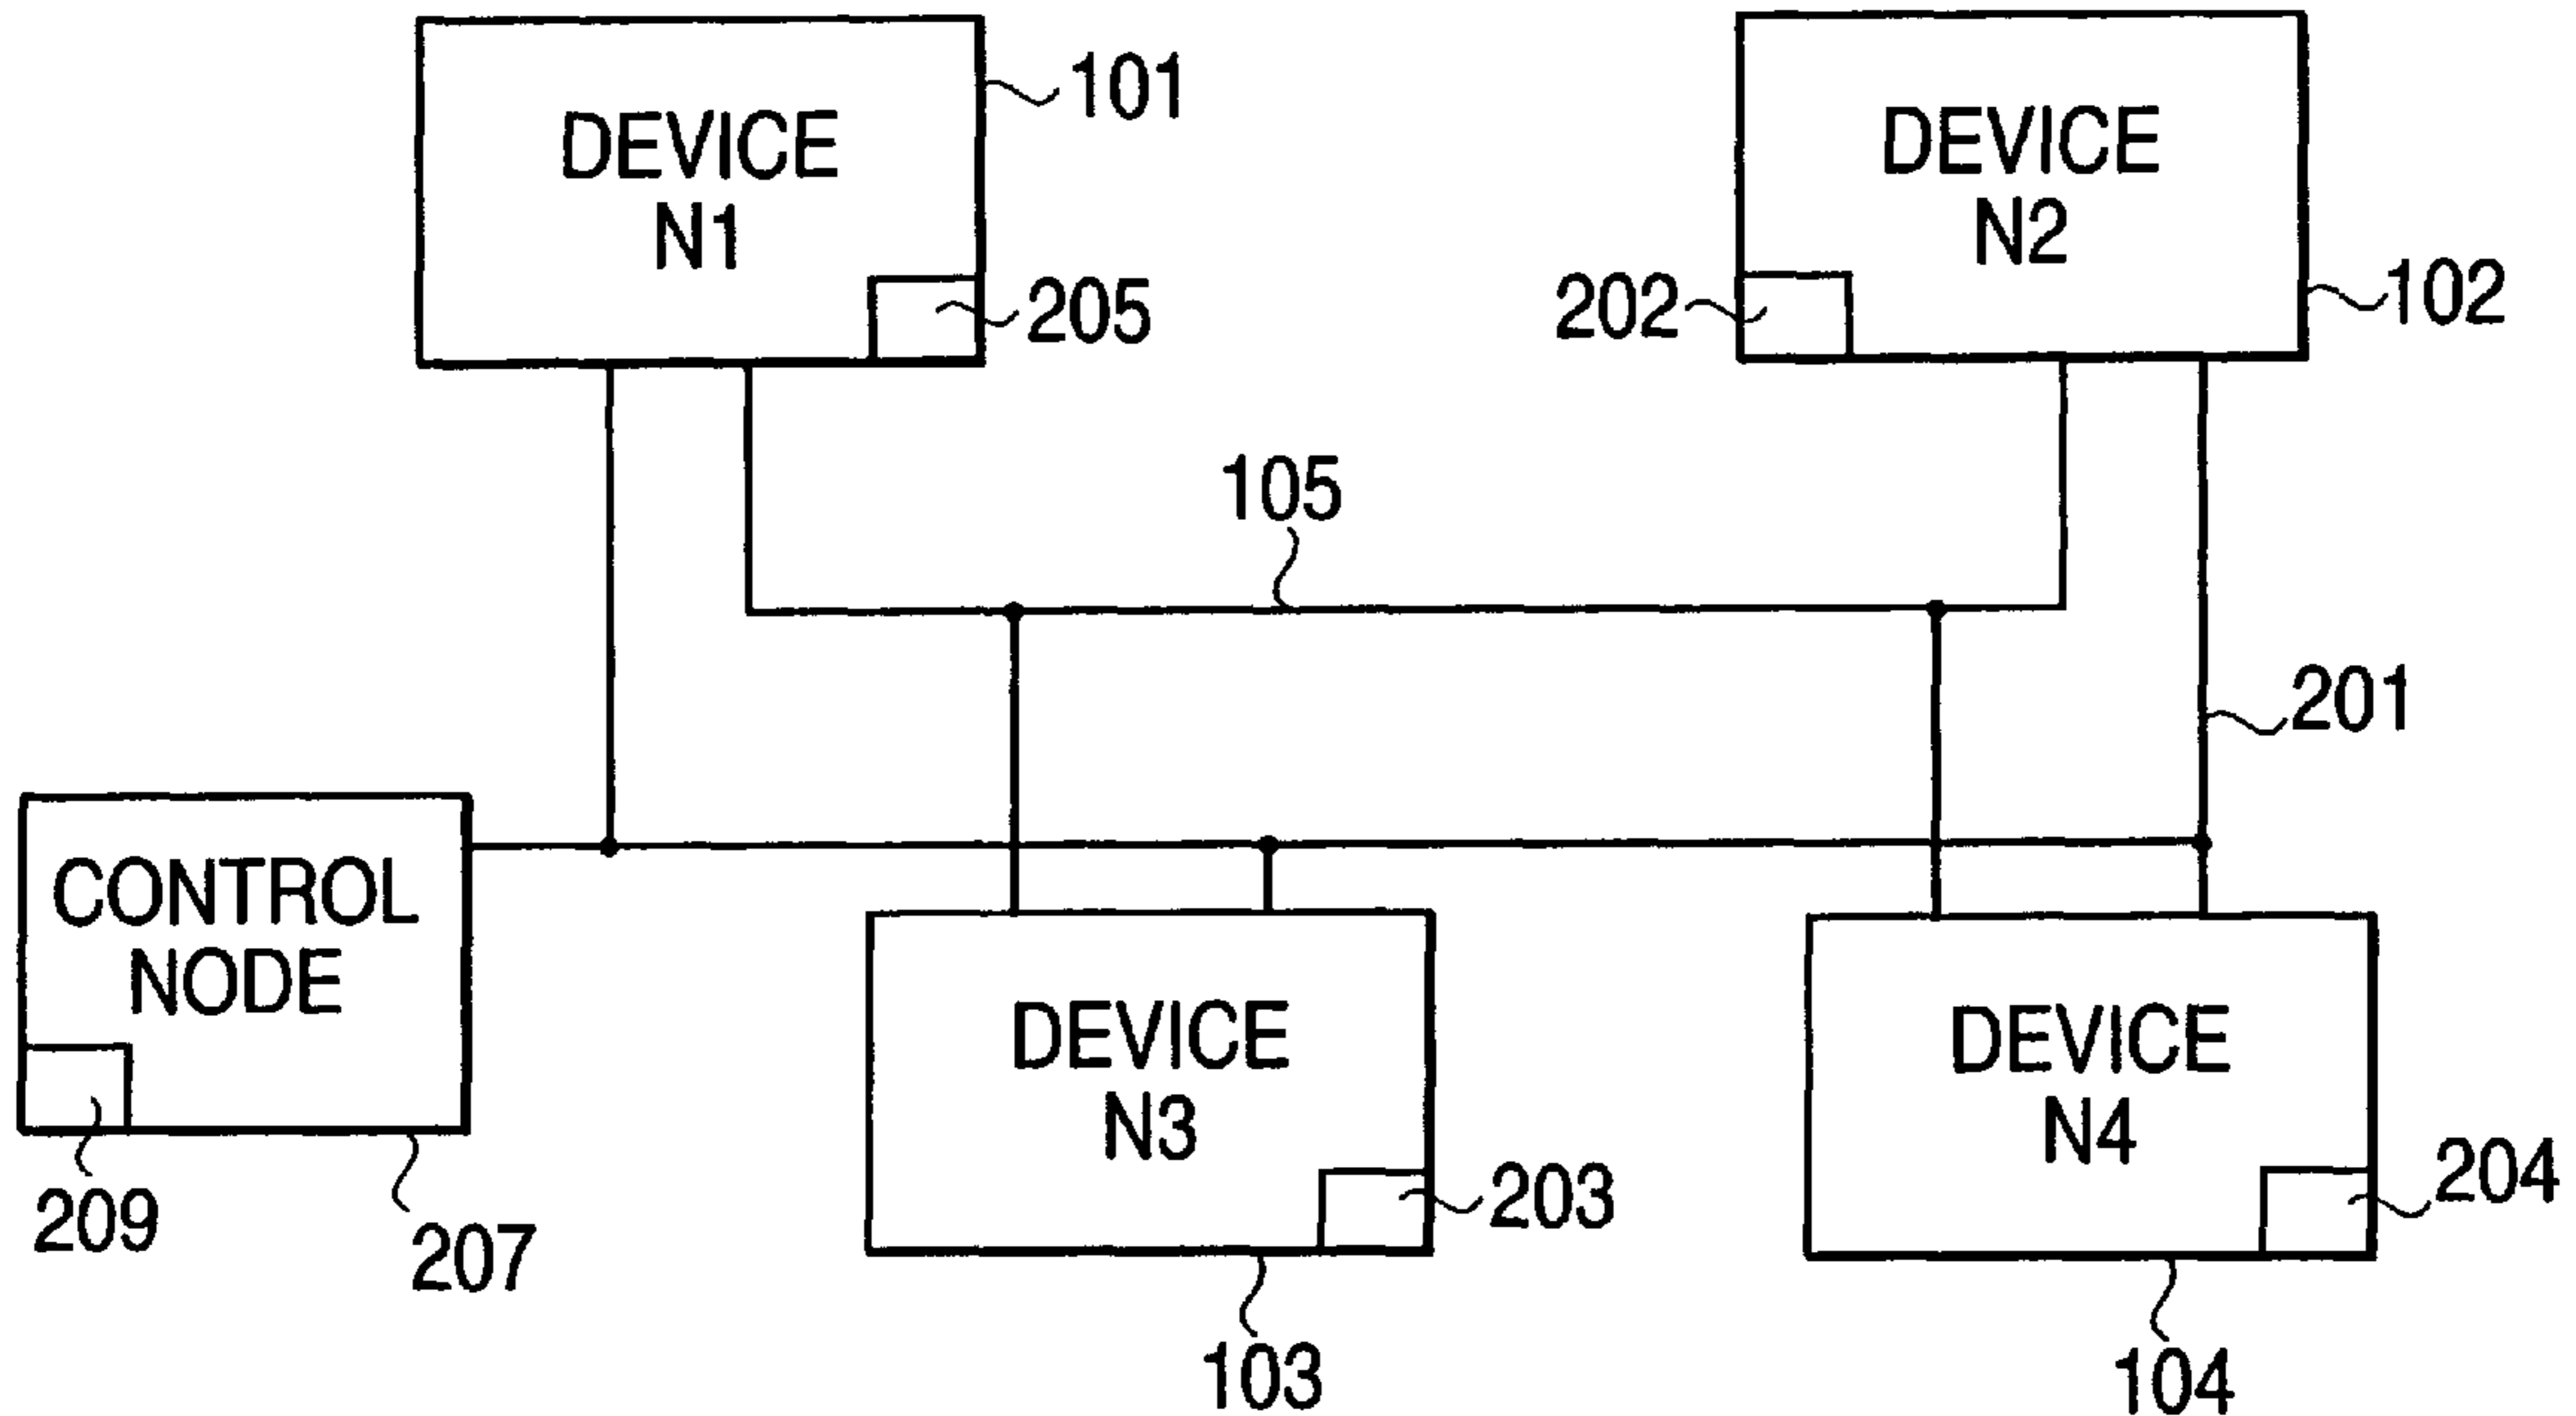 DEVICE
N1
101
205
DEVICE
N2
202
102
105
201
CONTROL
NODE
209
207
DEVICE
N3
203
103
DEVICE
N4
204
104